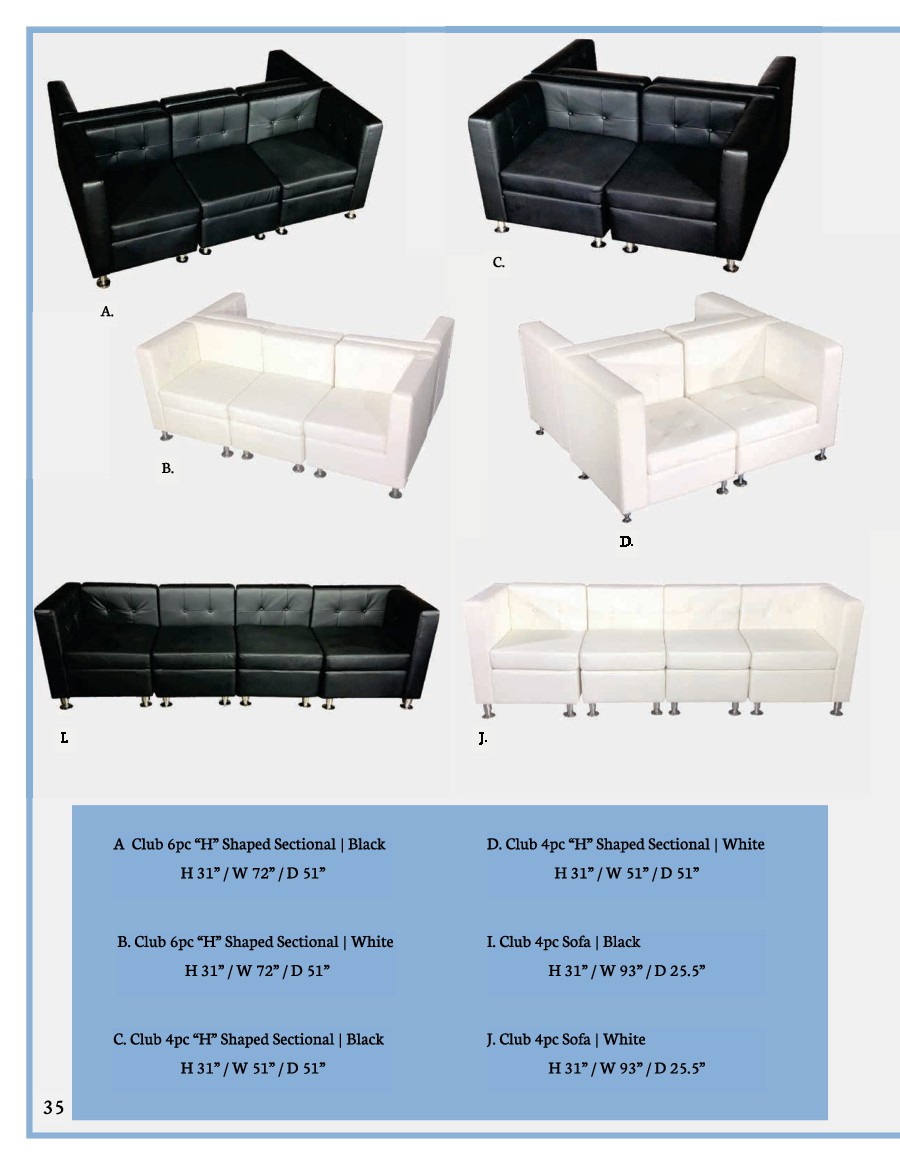 A.
C.
B.
D.
I.
J.
A Club 6pc “H” Shaped Sectional | Black
H 31” / W 72” / D 51”
B. Club 6pc “H” Shaped Sectional | White
H 31” / W 72” / D 51”
C. Club 4pc “H” Shaped Sectional | Black
H 31” / W 51” / D 51”
D. Club 4pc “H” Shaped Sectional | White
H 31” / W 51” / D 51”
I. Club 4pc Sofa | Black
H 31” / W 93” / D 25.5”
J. Club 4pc Sofa | White
H 31” / W 93” / D 25.5”
35